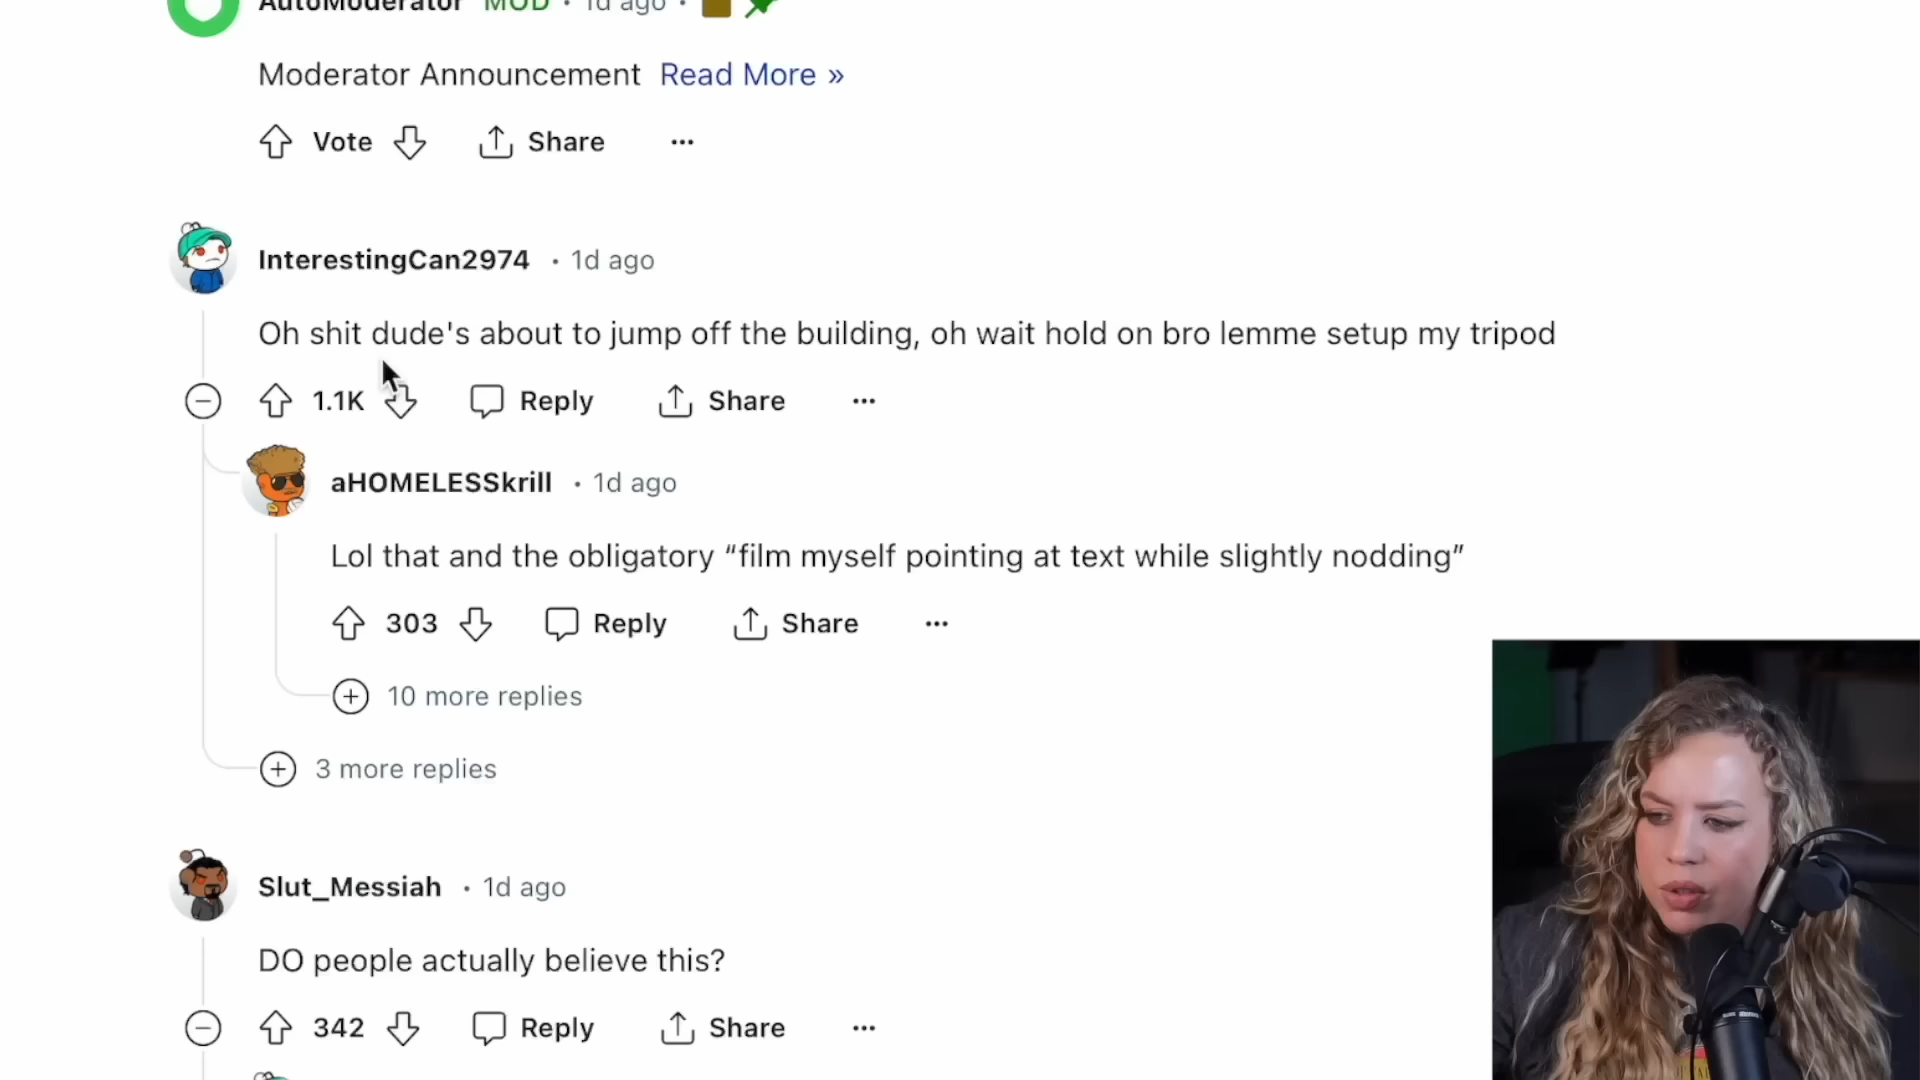 AutoModerator MOD • 1d ago •
Moderator Announcement Read More »
Vote Share ...
InterestingCan2974 • 1d ago
Oh shit dude's about to jump off the building, oh wait hold on bro lemme setup my tripod
1.1K Reply Share ...
aHOMELESSkrill • 1d ago
Lol that and the obligatory “film myself pointing at text while slightly nodding”
303 Reply Share ...
10 more replies
3 more replies
Slut_Messiah • 1d ago
DO people actually believe this?
342 Reply Share ...